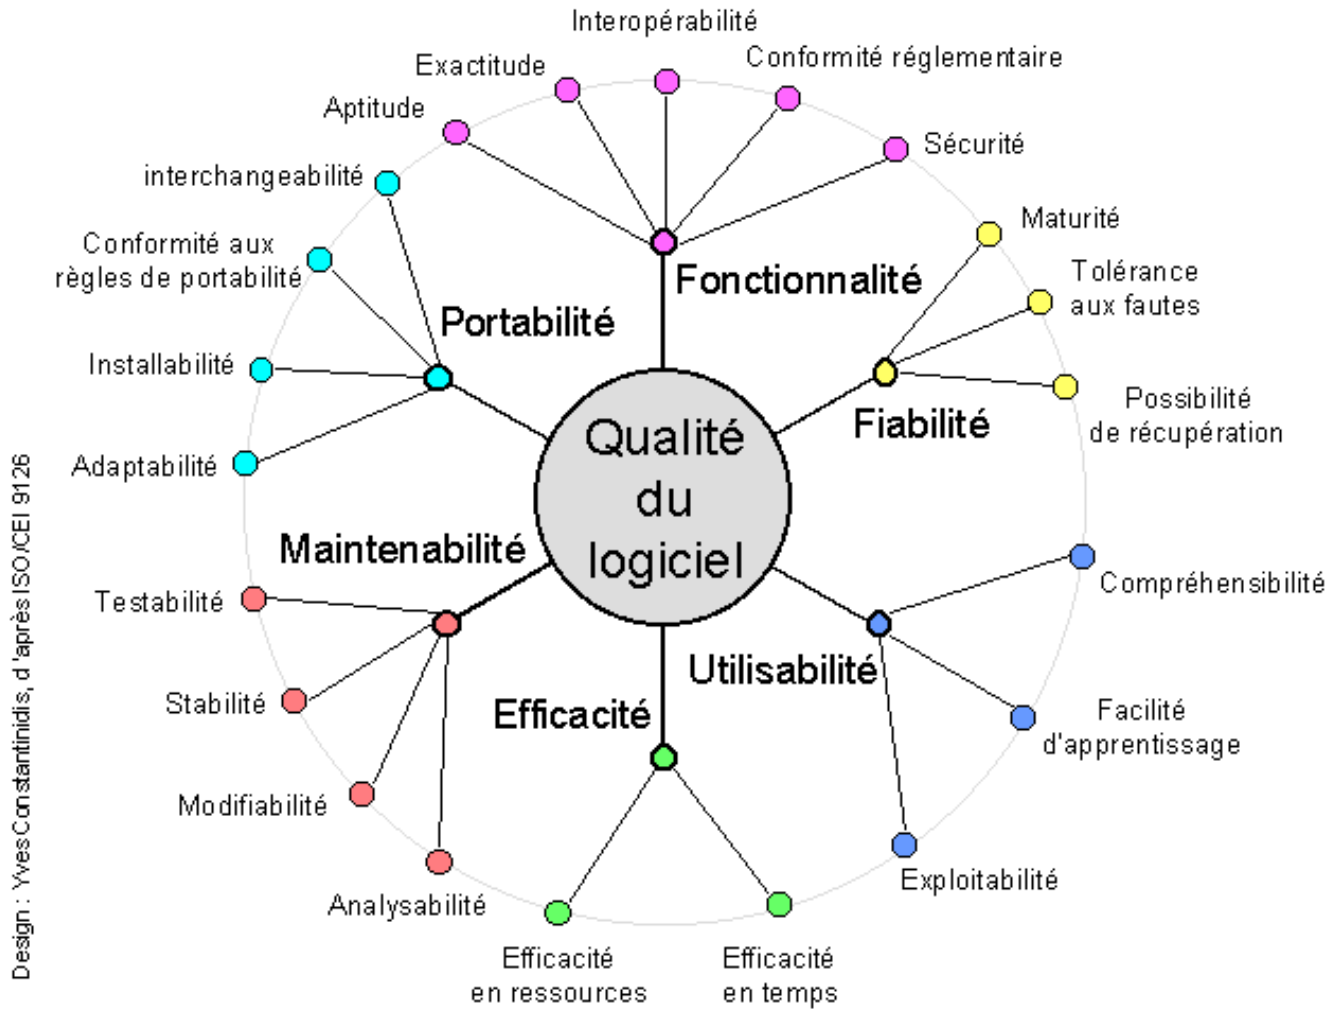 Interopérabilité
Exactitude
Conformité réglementaire
Aptitude
Sécurité
interchangeabilité
Maturité
Conformité aux
règles de portabilité
Tolérance
aux fautes
Fonctionnalité
Portabilité
Installabilité
Possibilité
de récupération
Fiabilité
Qualité
du
logiciel
Adaptabilité
Maintenabilité
Compréhensibilité
Testabilité
Utilisabilité
Stabilité
Efficacité
Facilité
d'apprentissage
Modifiabilité
Exploitabilité
Analysabilité
Efficacité
en ressources
Efficacité
en temps
Design : Yves Constantinidis, d'après ISO/CEI 9126